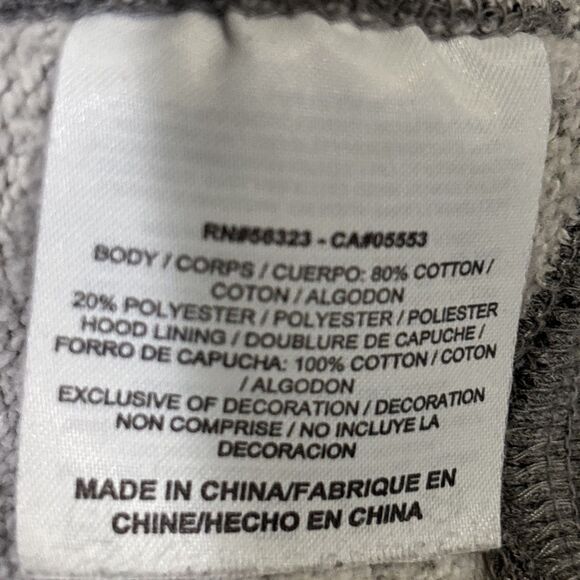 RN#56323 - CA#05553
BODY / CORPS / CUERPO: 80% COTTON /
COTON / ALGODON
20% POLYESTER / POLYESTER / POLIESTER
HOOD LINING / DOUBLURE DE CAPUCHE /
FORRO DE CAPUCHA: 100% COTTON / COTON
/ ALGODON
EXCLUSIVE OF DECORATION / DECORATION
NON COMPRISE / NO INCLUYE LA
DECORACION
MADE IN CHINA/FABRIQUE EN
CHINE/HECHO EN CHINA